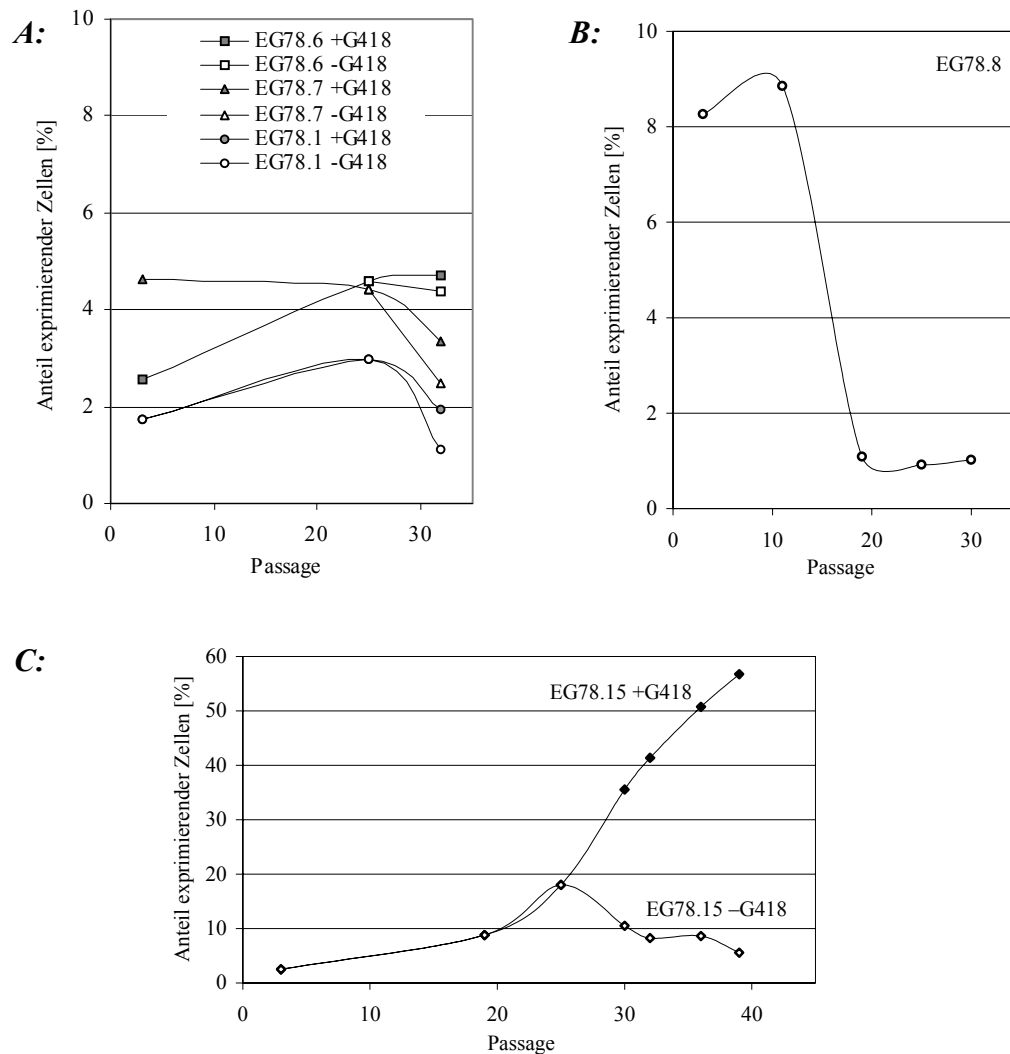 A:
10
8
6
4
2
0
Anteil exprimierender Zellen [%]
EG78.6 +G418
EG78.6 -G418
EG78.7 +G418
EG78.7 -G418
EG78.1 +G418
EG78.1 -G418
0 10 20 30
Passage
B:
10
8
6
4
2
0
Anteil exprimierender Zellen [%]
EG78.8
0 10 20 30
Passage
C:
60
50
40
30
20
10
0
Anteil exprimierender Zellen [%]
EG78.15 +G418
EG78.15 –G418
0 10 20 30 40
Passage